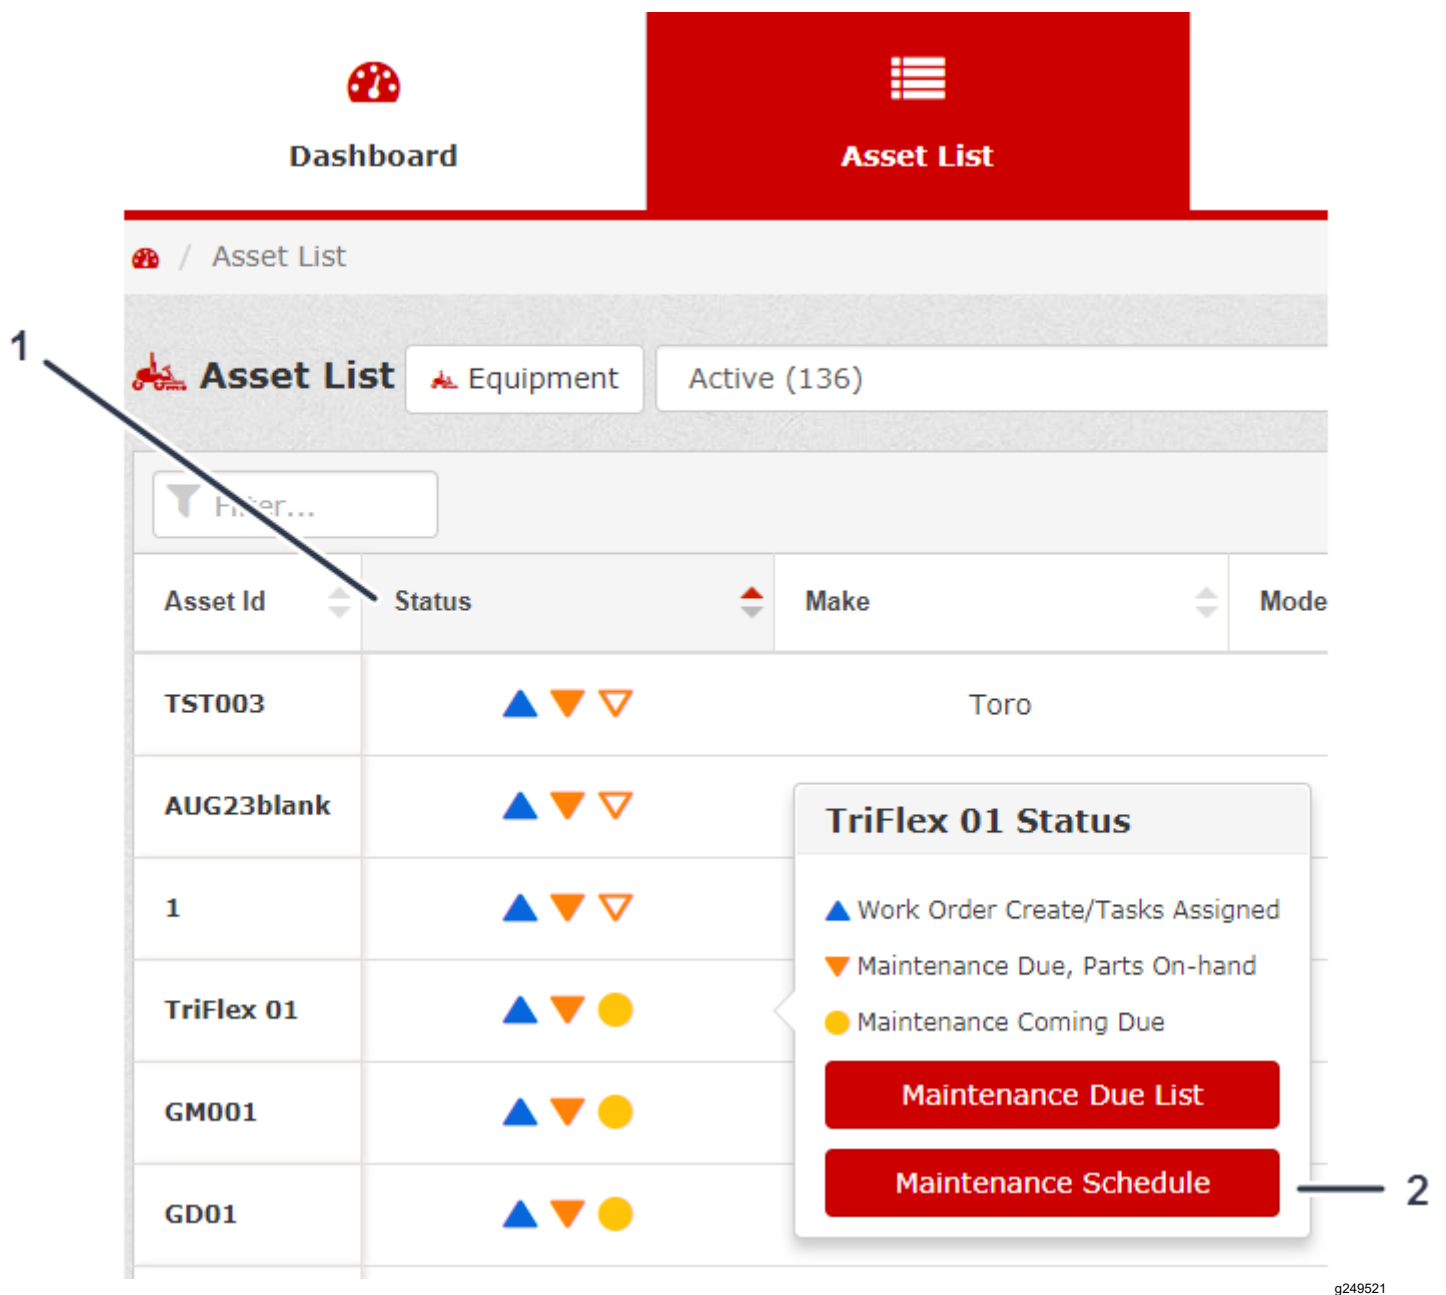 Dashboard
Asset List
/ Asset List
1
Asset List
Equipment
Active (136)
Filter...
Asset Id
Status
Make
Mode
TST003
Toro
AUG23blank
TriFlex 01 Status
1
Work Order Create/Tasks Assigned
Maintenance Due, Parts On-hand
TriFlex 01
Maintenance Coming Due
GM001
Maintenance Due List
Maintenance Schedule
2
GD01
g249521